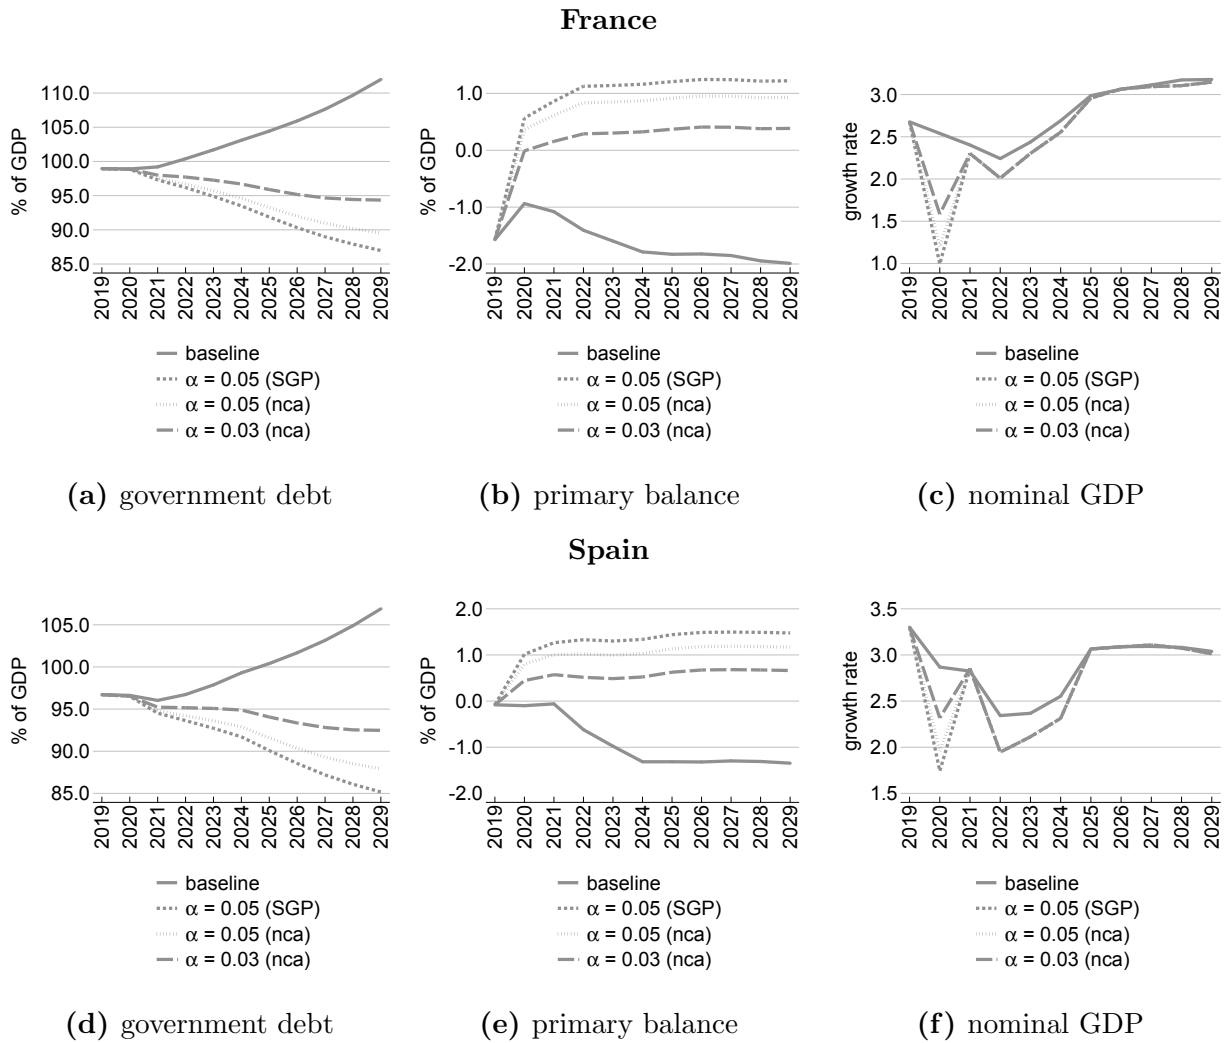 France
% of GDP
110.0
105.0
100.0
95.0
90.0
85.0
2019 2020 2021 2022 2023 2024 2025 2026 2027 2028 2029
baseline
α = 0.05 (SGP)
α = 0.05 (nca)
α = 0.03 (nca)
(a) government debt
% of GDP
1.0
0.0
-1.0
-2.0
2019 2020 2021 2022 2023 2024 2025 2026 2027 2028 2029
baseline
α = 0.05 (SGP)
α = 0.05 (nca)
α = 0.03 (nca)
(b) primary balance
growth rate
3.0
2.5
2.0
1.5
1.0
2019 2020 2021 2022 2023 2024 2025 2026 2027 2028 2029
baseline
α = 0.05 (SGP)
α = 0.05 (nca)
α = 0.03 (nca)
(c) nominal GDP
Spain
% of GDP
105.0
100.0
95.0
90.0
85.0
2019 2020 2021 2022 2023 2024 2025 2026 2027 2028 2029
baseline
α = 0.05 (SGP)
α = 0.05 (nca)
α = 0.03 (nca)
(d) government debt
% of GDP
2.0
1.0
0.0
-1.0
-2.0
2019 2020 2021 2022 2023 2024 2025 2026 2027 2028 2029
baseline
α = 0.05 (SGP)
α = 0.05 (nca)
α = 0.03 (nca)
(e) primary balance
growth rate
3.5
3.0
2.5
2.0
1.5
2019 2020 2021 2022 2023 2024 2025 2026 2027 2028 2029
baseline
α = 0.05 (SGP)
α = 0.05 (nca)
α = 0.03 (nca)
(f) nominal GDP